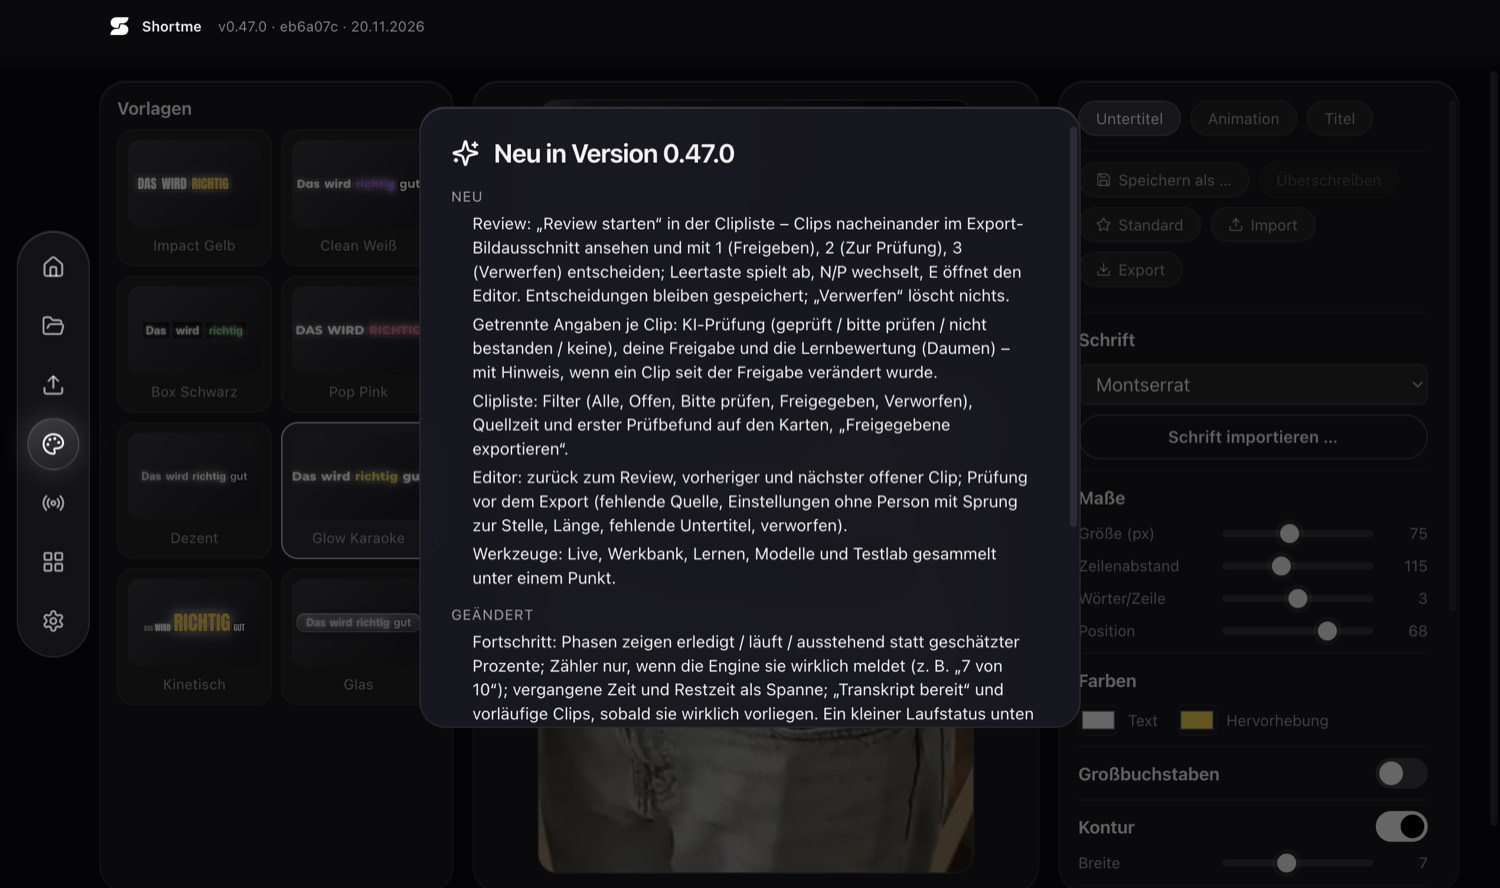 Shortme v0.47.0 · eb6a07c · 20.11.2026
Vorlagen
DAS WIRD RICHTIG
Impact Gelb
Das wird richtig gut
Clean Weiß
Das wird richtig
Box Schwarz
DAS WIRD RICHTIG
Pop Pink
Das wird richtig gut
Dezent
Das wird richtig gu
Glow Karaoke
WIRD RICHTIG GUT
Kinetisch
Das wird richtig gut
Glas
Neu in Version 0.47.0
NEU
Review: „Review starten“ in der Clipliste – Clips nacheinander im Export-
Bildausschnitt ansehen und mit 1 (Freigeben), 2 (Zur Prüfung), 3
(Verwerfen) entscheiden; Leertaste spielt ab, N/P wechselt, E öffnet den
Editor. Entscheidungen bleiben gespeichert; „Verwerfen“ löscht nichts.
Getrennte Angaben je Clip: KI-Prüfung (geprüft / bitte prüfen / nicht
bestanden / keine), deine Freigabe und die Lernbewertung (Daumen) –
mit Hinweis, wenn ein Clip seit der Freigabe verändert wurde.
Clipliste: Filter (Alle, Offen, Bitte prüfen, Freigegeben, Verworfen),
Quellzeit und erster Prüfbefund auf den Karten, „Freigegebene
exportieren“.
Editor: zurück zum Review, vorheriger und nächster offener Clip; Prüfung
vor dem Export (fehlende Quelle, Einstellungen ohne Person mit Sprung
zur Stelle, Länge, fehlende Untertitel, verworfen).
Werkzeuge: Live, Werkbank, Lernen, Modelle und Testlab gesammelt
unter einem Punkt.
GEÄNDERT
Fortschritt: Phasen zeigen erledigt / läuft / ausstehend statt geschätzter
Prozente; Zähler nur, wenn die Engine sie wirklich meldet (z. B. „7 von
10“); vergangene Zeit und Restzeit als Spanne; „Transkript bereit“ und
vorläufige Clips, sobald sie wirklich vorliegen. Ein kleiner Laufstatus unten
Untertitel Animation Titel
Speichern als ... Überschreiben
Standard Import
Export
Schrift
Montserrat
Schrift importieren ...
Maße
Größe (px) 75
Zeilenabstand 115
Wörter/Zeile 3
Position 68
Farben
Text Hervorhebung
Großbuchstaben
Kontur
Breite 7